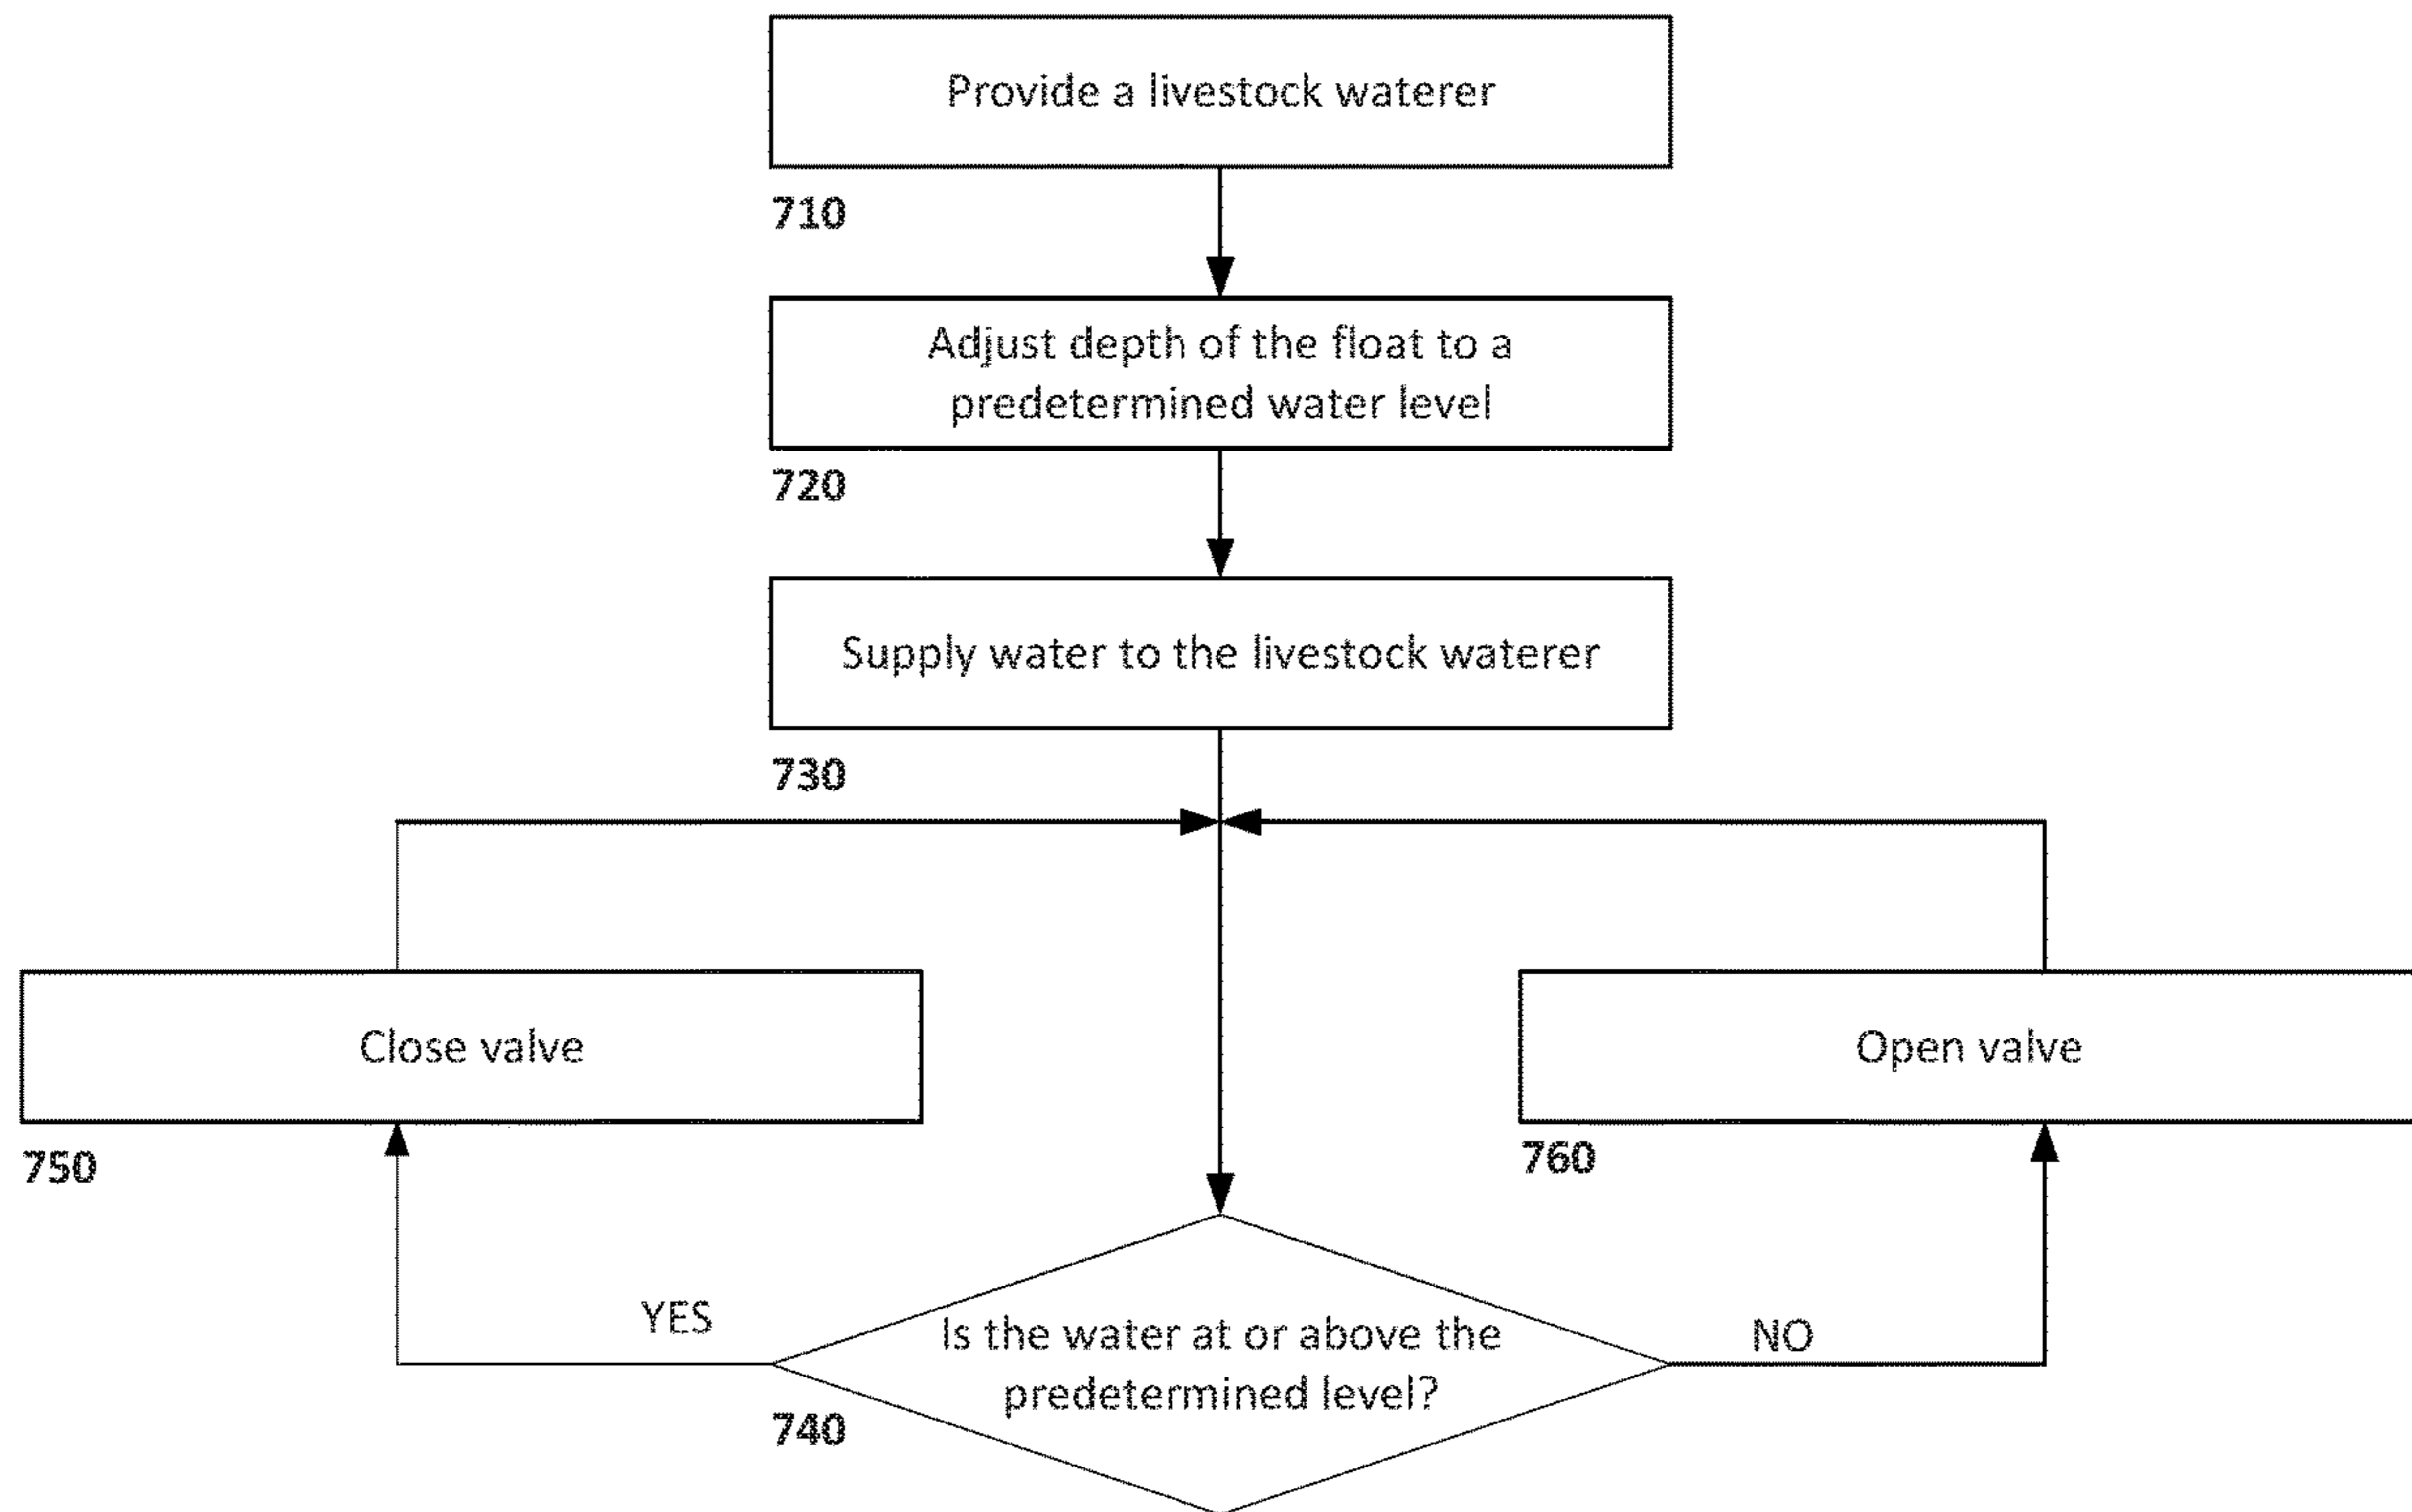 Provide a livestock waterer
710
Adjust depth of the float to a
predetermined water level
720
Supply water to the livestock waterer
730
Close valve
750
Open valve
760
YES
Is the water at or above the
predetermined level?
NO
740